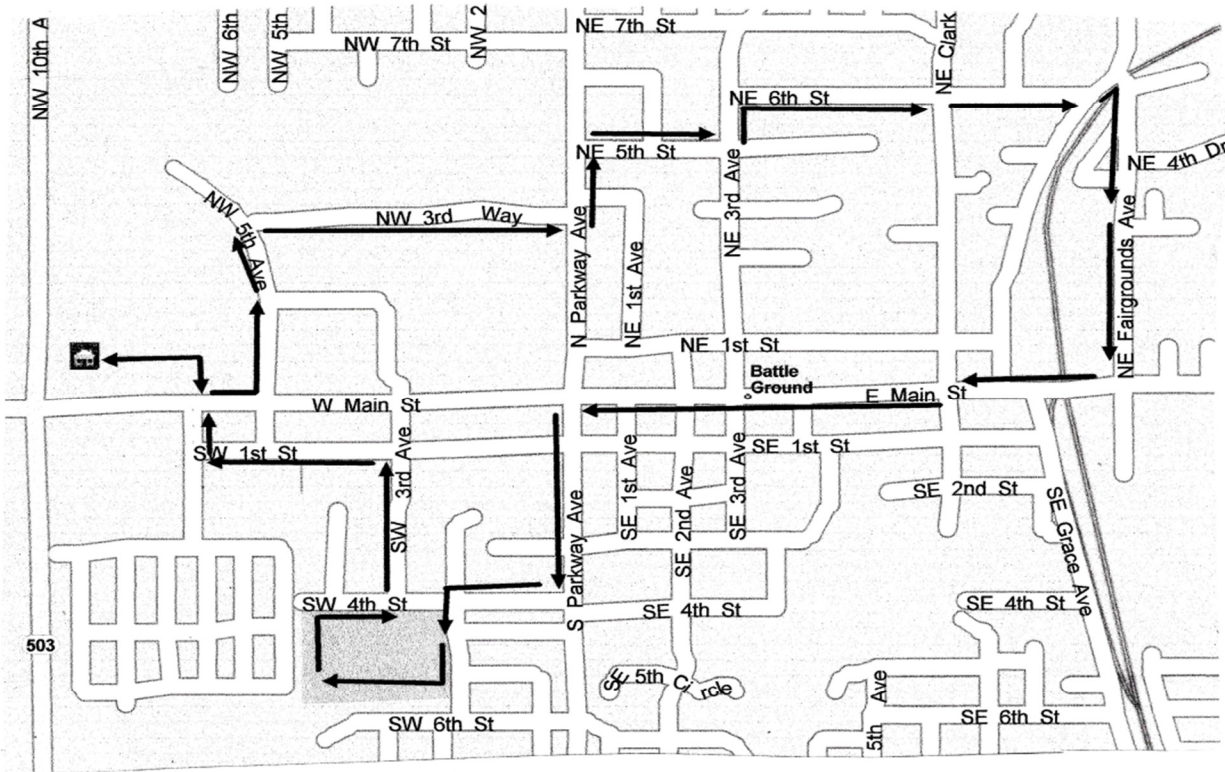 NW 10th A
NW 6th
NW 5th
NW 7th St
NW 2
NE 7th St
NE Clark
NE 6th St
NE 5th St
NE 4th Dr
NW 5th Ave
NW 3rd Way
N Parkway Ave
NE 1st Ave
NE 3rd Ave
NE Fairgrounds Ave
NE 1st St
Battle
Ground
W Main St
E Main St
SW 1st St
SW 3rd Ave
SE 1st St
SE 1st Ave
SE 2nd Ave
SE 3rd Ave
SE 2nd St
SE Grace Ave
S Parkway Ave
SW 4th St
SE 4th St
SE 4th St
503
SE 5th Circle
5th Ave
SW 6th St
SE 6th St